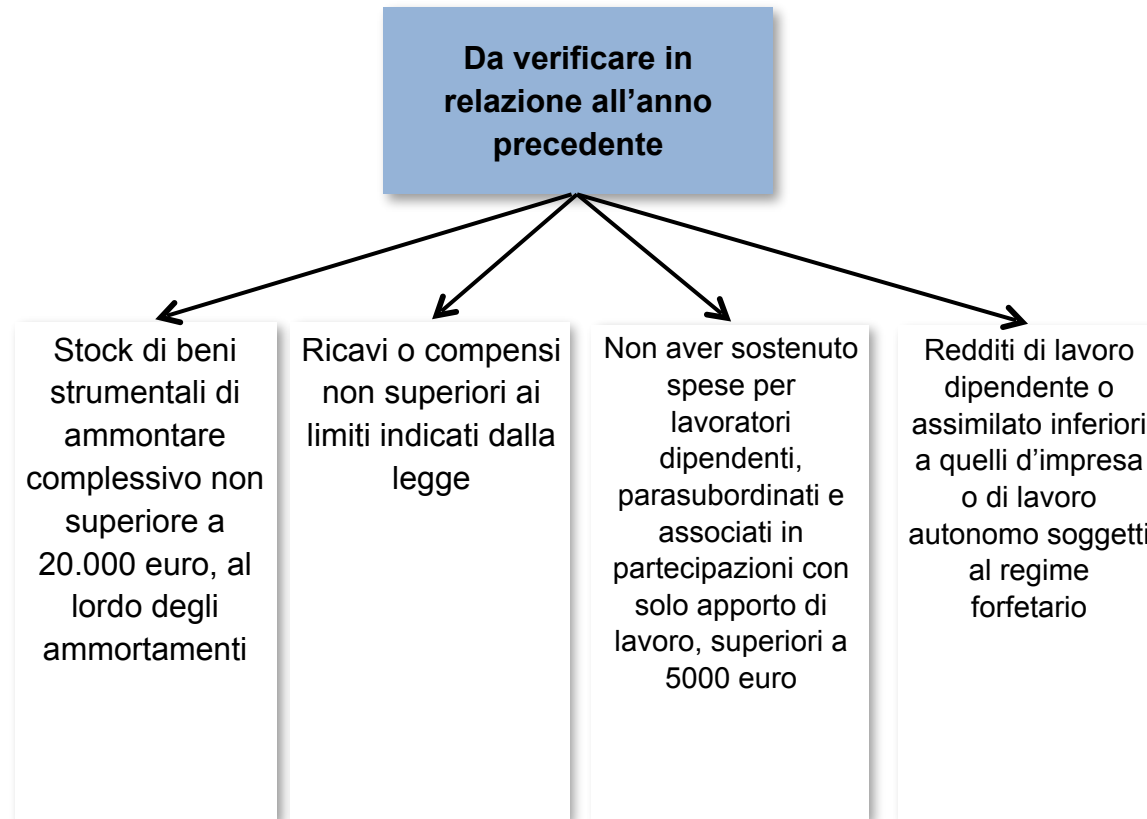 Da verificare in
relazione all’anno
precedente
Stock di beni
strumentali di
ammontare
complessivo non
superiore a
20.000 euro, al
lordo degli
ammortamenti
Ricavi o compensi
non superiori ai
limiti indicati dalla
legge
Non aver sostenuto
spese per
lavoratori
dipendenti,
parasubordinati e
associati in
partecipazioni con
solo apporto di
lavoro, superiori a
5000 euro
Redditi di lavoro
dipendente o
assimilato inferiori
a quelli d’impresa
o di lavoro
autonomo soggetti
al regime
forfetario